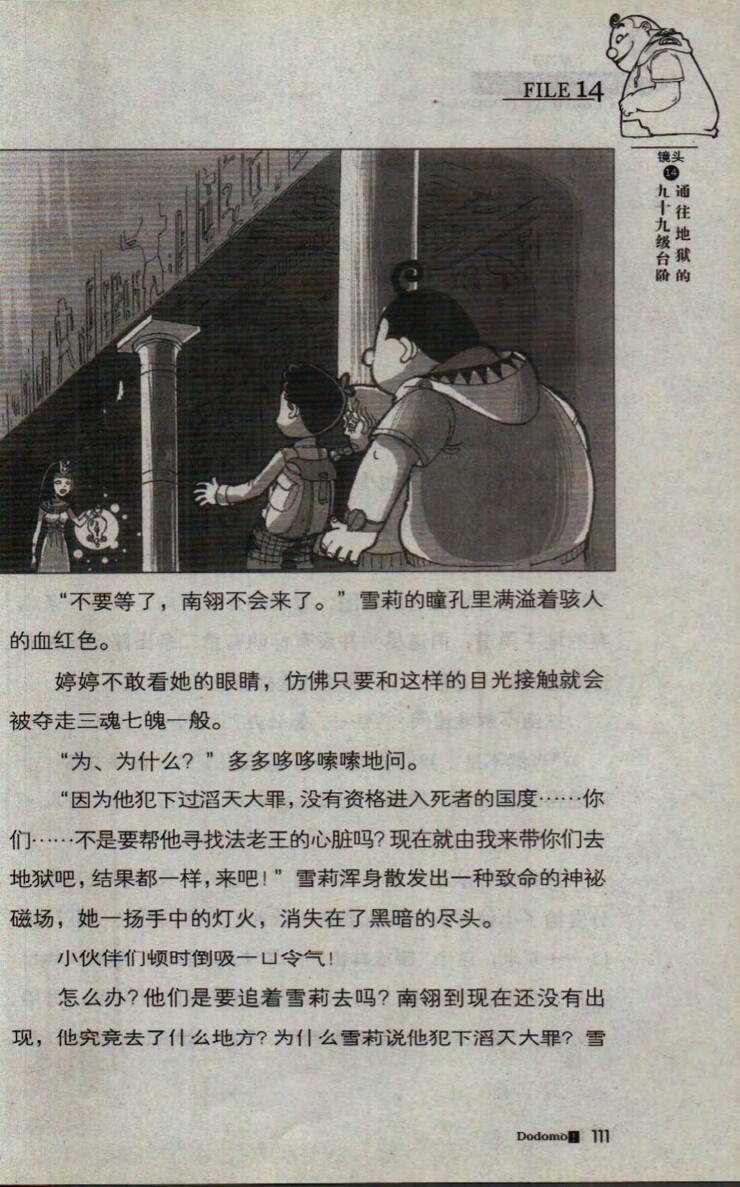 FILE 14
镜头
14
通往地狱的
九十九级台阶
“不要等了，南翎不会来了。”雪莉的瞳孔里满溢着骇人
的血红色。
婷婷不敢看她的眼睛，仿佛只要和这样的目光接触就会
被夺走三魂七魄一般。
“为、为什么？”多多哆哆嗦嗦地问。
“因为他犯下过滔天大罪，没有资格进入死者的国度……你
们……不是要帮他寻找法老王的心脏吗？现在就由我来带你们去
地狱吧，结果都一样，来吧！”雪莉浑身散发出一种致命的神祕
磁场，她一扬手中的灯火，消失在了黑暗的尽头。
小伙伴们顿时倒吸一口令气！
怎么办？他们是要追着雪莉去吗？南翎到现在还没有出
现，他究竟去了什么地方？为什么雪莉说他犯下滔天大罪？雪
Dodomo! 111